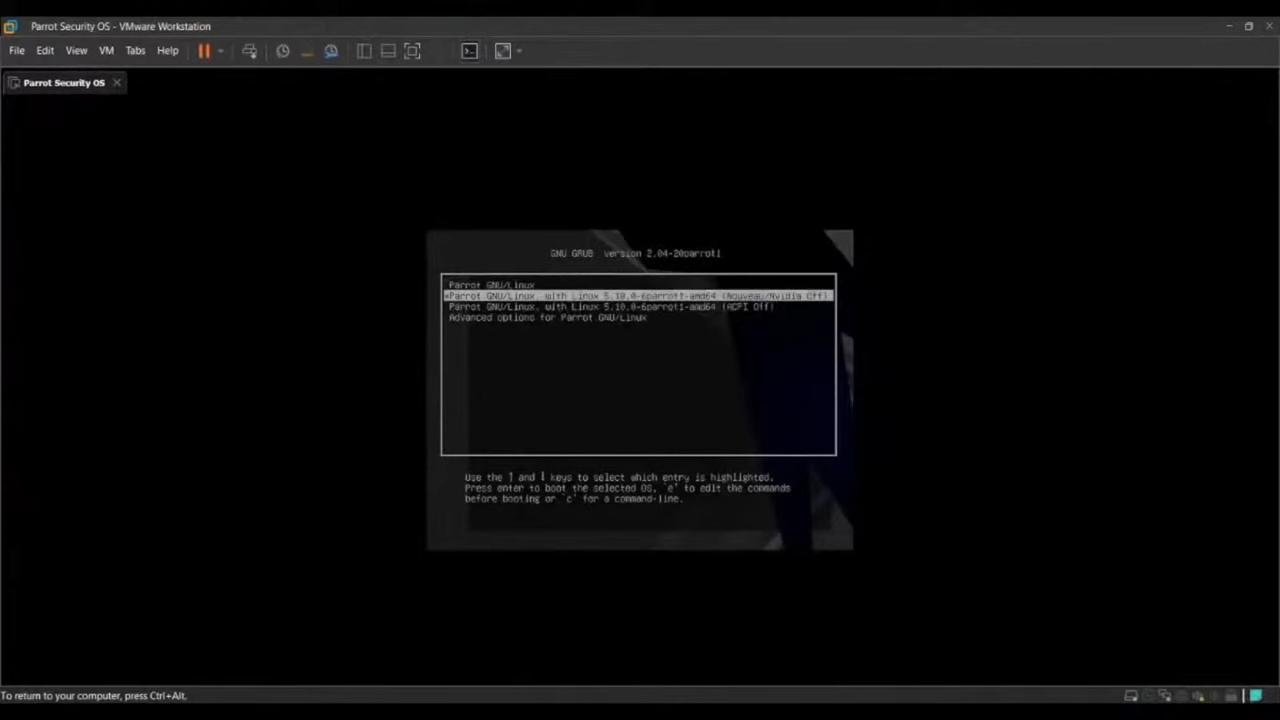 Parrot Security OS - VMware Workstation
File Edit View VM Tabs Help
Parrot Security OS
GNU GRUB version 2.04-20parrot1
Parrot GNU/Linux
*Parrot GNU/Linux, with Linux 5.10.0-6parrot1-amd64 (Nouveau/Nvidia Off)
Parrot GNU/Linux, with Linux 5.10.0-6parrot1-amd64 (ACPI Off)
Advanced options for Parrot GNU/Linux
Use the ↑ and ↓ keys to select which entry is highlighted.
Press enter to boot the selected OS, `e' to edit the commands
before booting or `c' for a command-line.
To return to your computer, press Ctrl+Alt.